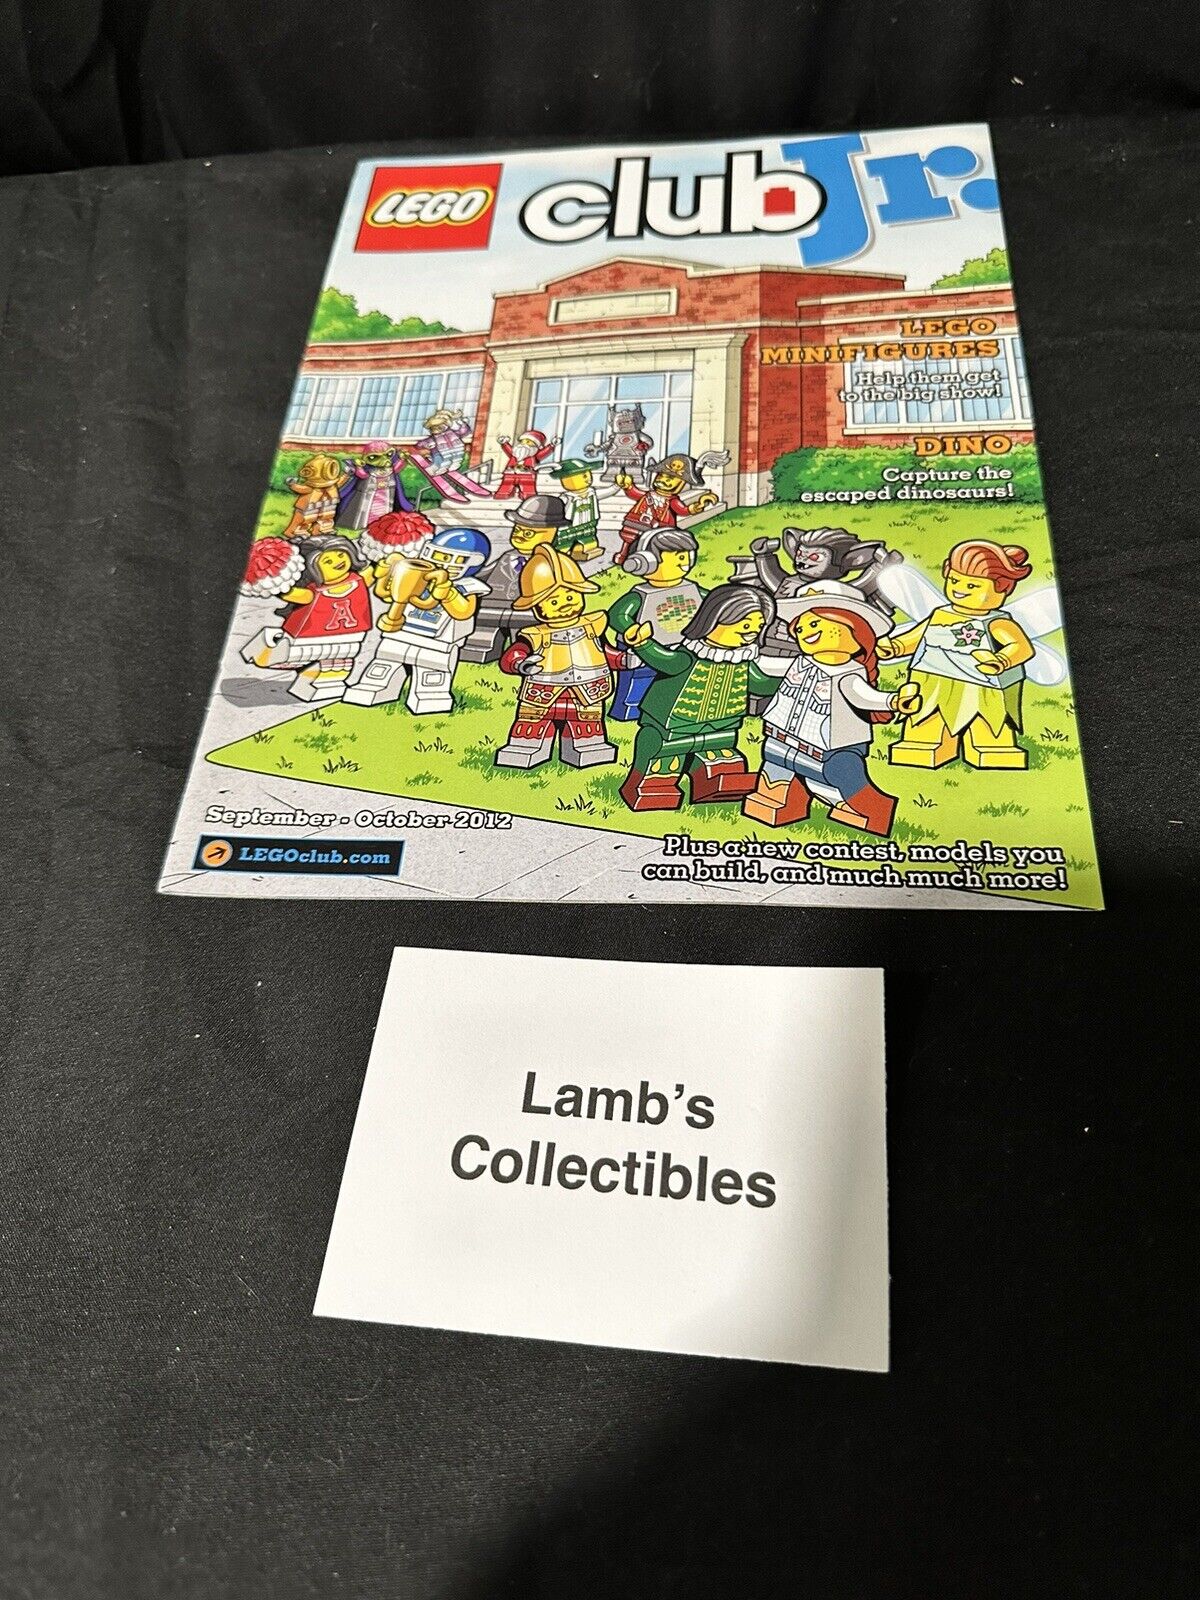 LEGO
club Jr.
LEGO
MINIFIGURES
Help them get
to the big show!
DINO
Capture the
escaped dinosaurs!
A
September - October 2012
LEGOclub.com
Plus a new contest, models you
can build, and much much more!
Lamb's
Collectibles